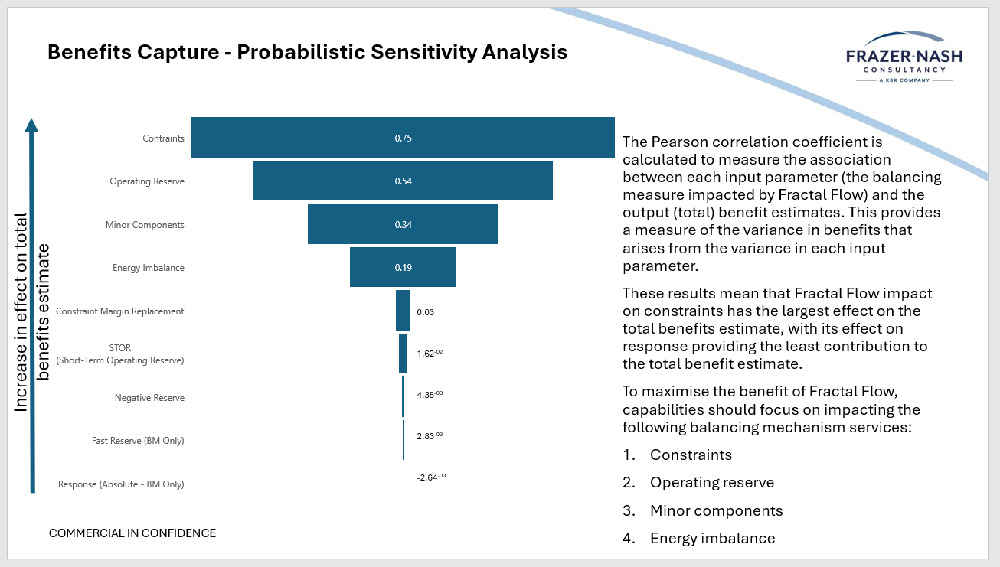 Benefits Capture - Probabilistic Sensitivity Analysis
FRAZER-NASH
CONSULTANCY
A KBR COMPANY
Increase in effect on total
benefits estimate
Contraints
0.75
Operating Reserve
0.54
Minor Components
0.34
Energy Imbalance
0.19
Constraint Margin Replacement
0.03
STOR
(Short-Term Operating Reserve)
1.62⁻⁰²
Negative Reserve
4.35⁻⁰³
Fast Reserve (BM Only)
2.83⁻⁰³
Response (Absolute - BM Only)
-2.64⁻⁰³
The Pearson correlation coefficient is
calculated to measure the association
between each input parameter (the balancing
measure impacted by Fractal Flow) and the
output (total) benefit estimates. This provides
a measure of the variance in benefits that
arises from the variance in each input
parameter.
These results mean that Fractal Flow impact
on constraints has the largest effect on the
total benefits estimate, with its effect on
response providing the least contribution to
the total benefit estimate.
To maximise the benefit of Fractal Flow,
capabilities should focus on impacting the
following balancing mechanism services:
1. Constraints
2. Operating reserve
3. Minor components
4. Energy imbalance
COMMERCIAL IN CONFIDENCE